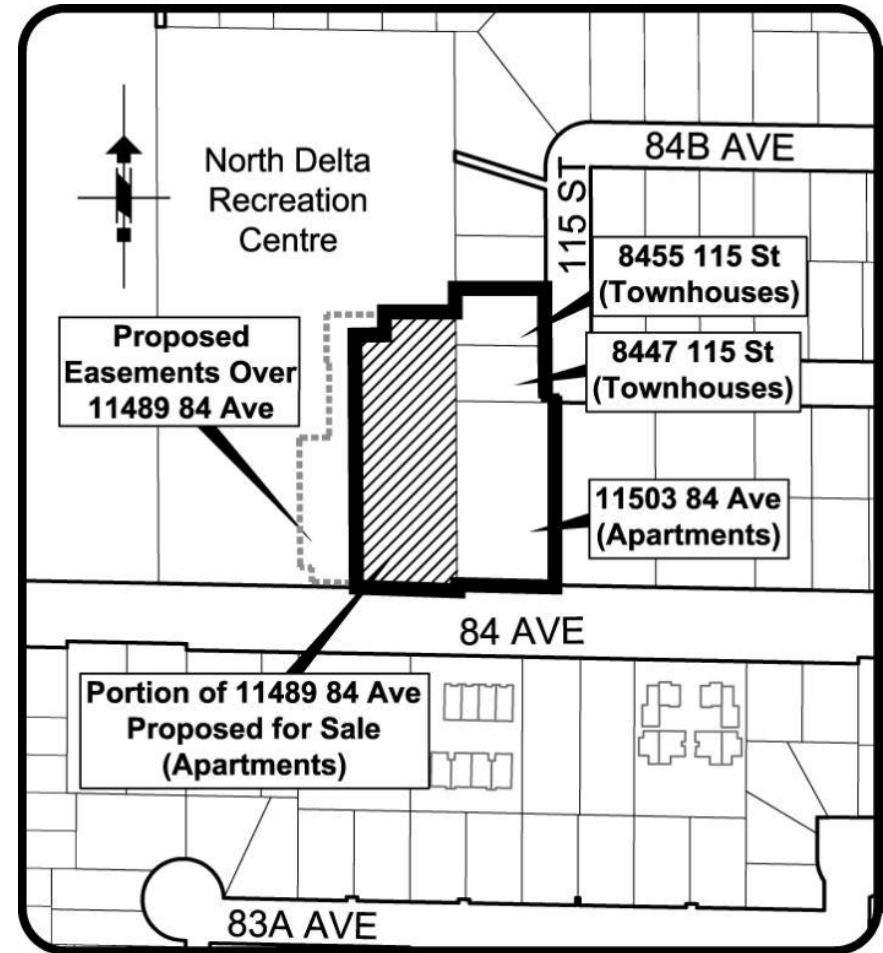 84B AVE
North Delta
Recreation
Centre
115 ST
8455 115 St
(Townhouses)
Proposed
Easements Over
11489 84 Ave
8447 115 St
(Townhouses)
11503 84 Ave
(Apartments)
84 AVE
Portion of 11489 84 Ave
Proposed for Sale
(Apartments)
83A AVE